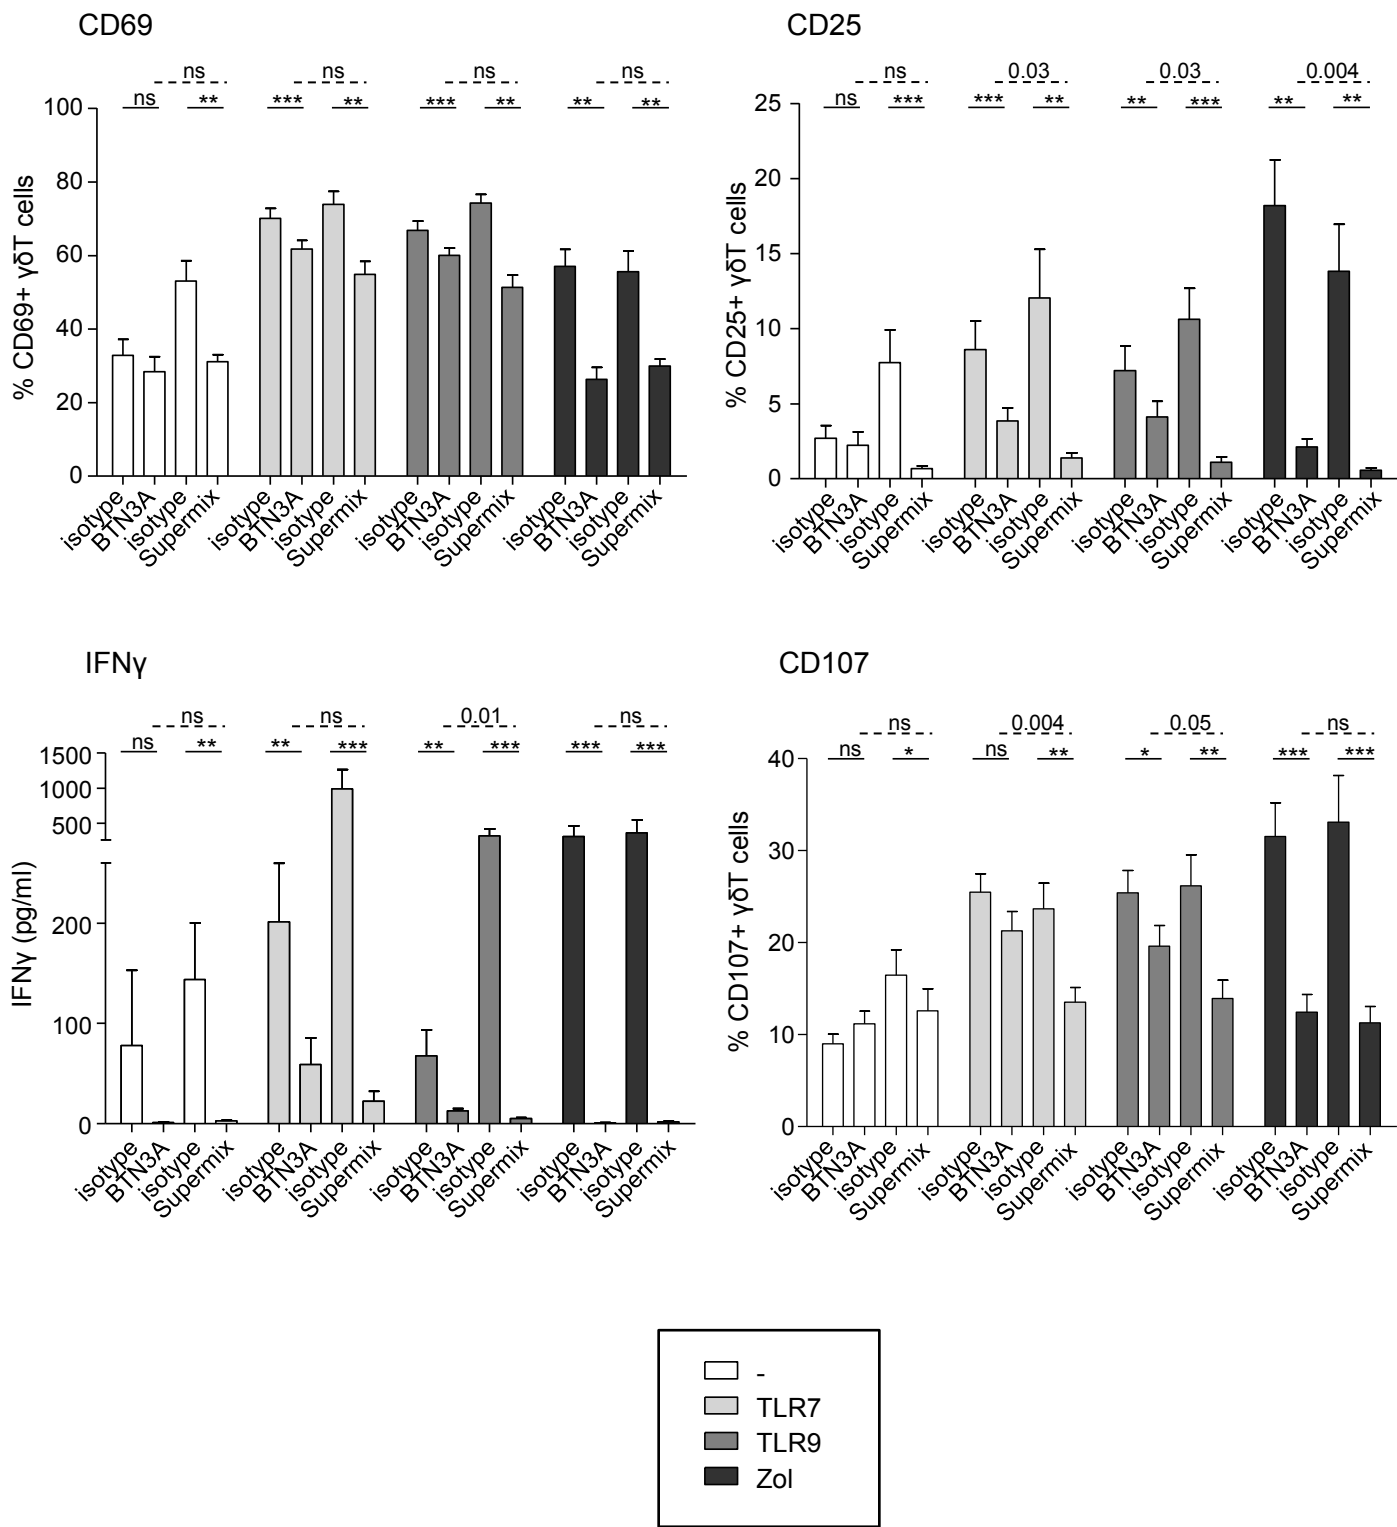 CD69
ns ns ns ns
ns ** *** ** *** ** ** **
100
80
60
40
20
0
% CD69+ γδT cells
isotype BTN3A isotype Supermix isotype BTN3A isotype Supermix isotype BTN3A isotype Supermix isotype BTN3A isotype Supermix
CD25
ns 0.03 0.03 0.004
ns *** *** ** ** *** ** **
25
20
15
10
5
0
% CD25+ γδT cells
isotype BTN3A isotype Supermix isotype BTN3A isotype Supermix isotype BTN3A isotype Supermix isotype BTN3A isotype Supermix
IFNγ
ns ns 0.01 ns
ns ** ** *** ** *** *** ***
1500
1000
500
200
100
0
IFNγ (pg/ml)
isotype BTN3A isotype Supermix isotype BTN3A isotype Supermix isotype BTN3A isotype Supermix isotype BTN3A isotype Supermix
CD107
ns 0.004 0.05 ns
ns * ns ** * ** *** ***
40
30
20
10
0
% CD107+ γδT cells
isotype BTN3A isotype Supermix isotype BTN3A isotype Supermix isotype BTN3A isotype Supermix isotype BTN3A isotype Supermix
-
TLR7
TLR9
Zol